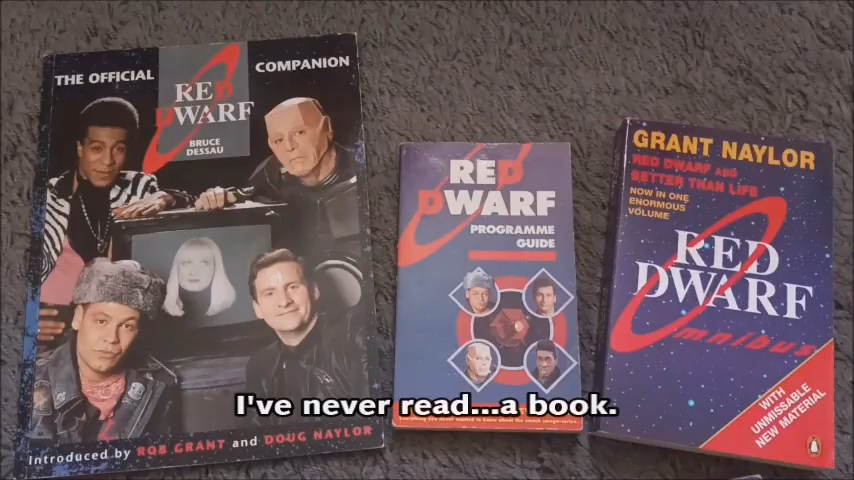 THE OFFICIAL
COMPANION
RED
DWARF
BRUCE
DESSAU
Introduced by ROB GRANT and DOUG NAYLOR
RED
DWARF
PROGRAMME
GUIDE
GRANT NAYLOR
RED DWARF AND
BETTER THAN LIFE
NOW IN ONE
ENORMOUS
VOLUME
RED
DWARF
Omnibus
WITH
UNMISSABLE
NEW MATERIAL
I've never read...a book.